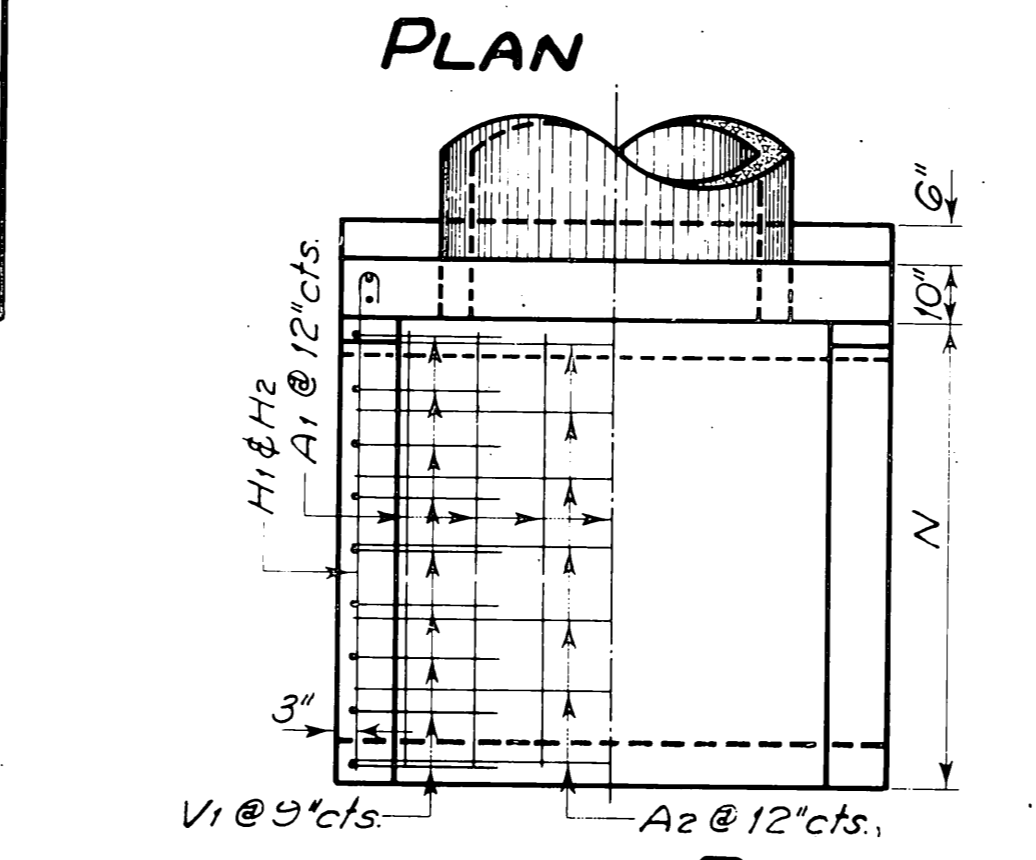 PLAN
6"
10"
A1 @ 12"cts.
H1 & H2
N
3"
V1 @ 9"cts.
A2 @ 12"cts.